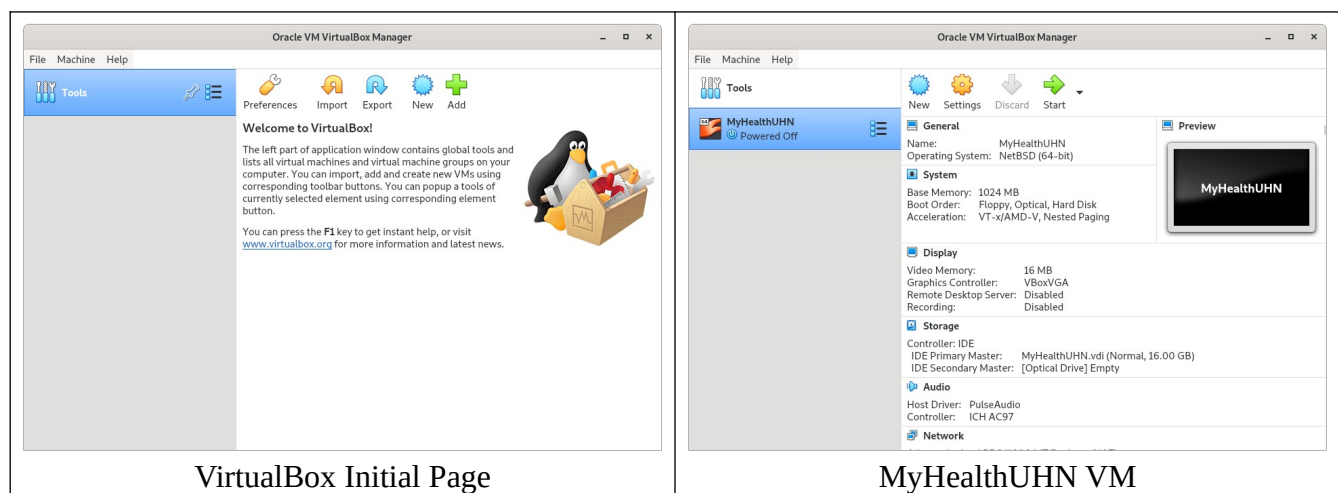 Oracle VM VirtualBox Manager
File Machine Help
Tools
Preferences Import Export New Add
Welcome to VirtualBox!
The left part of application window contains global tools and
lists all virtual machines and virtual machine groups on your
computer. You can import, add and create new VMs using
corresponding toolbar buttons. You can popup a tools of
currently selected element using corresponding element
button.
You can press the F1 key to get instant help, or visit
www.virtualbox.org for more information and latest news.
VirtualBox Initial Page
Oracle VM VirtualBox Manager
File Machine Help
Tools
New Settings Discard Start
64
MyHealthUHN
Powered Off
General
Name: MyHealthUHN
Operating System: NetBSD (64-bit)
Preview
MyHealthUHN
System
Base Memory: 1024 MB
Boot Order: Floppy, Optical, Hard Disk
Acceleration: VT-x/AMD-V, Nested Paging
Display
Video Memory: 16 MB
Graphics Controller: VBoxVGA
Remote Desktop Server: Disabled
Recording: Disabled
Storage
Controller: IDE
IDE Primary Master: MyHealthUHN.vdi (Normal, 16.00 GB)
IDE Secondary Master: [Optical Drive] Empty
Audio
Host Driver: PulseAudio
Controller: ICH AC97
Network
MyHealthUHN VM